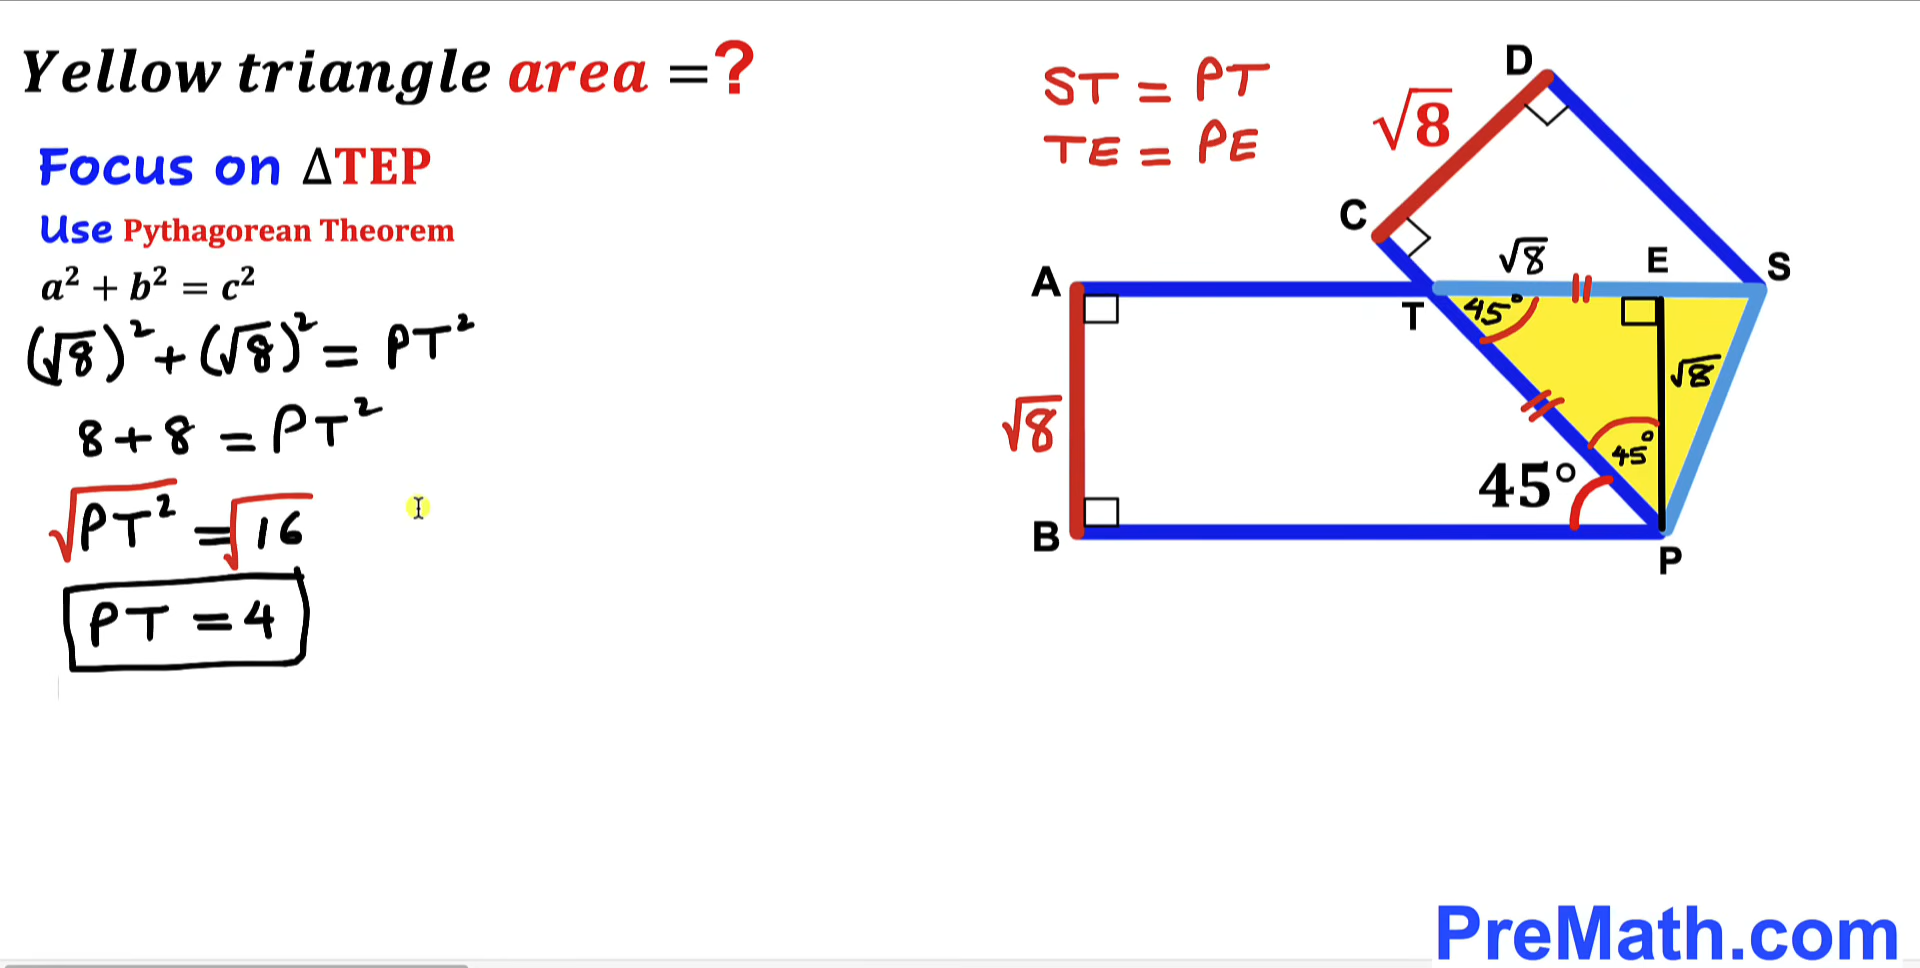 Yellow triangle area =?
Focus on ΔTEP
Use Pythagorean Theorem
a² + b² = c²
(√8)² + (√8)² = PT²
8 + 8 = PT²
√PT² = √16
PT = 4
ST = PT
TE = PE
D
√8
C
√8
E
S
A
T
45°
√8
√8
45°
45°
B
P
PreMath.com